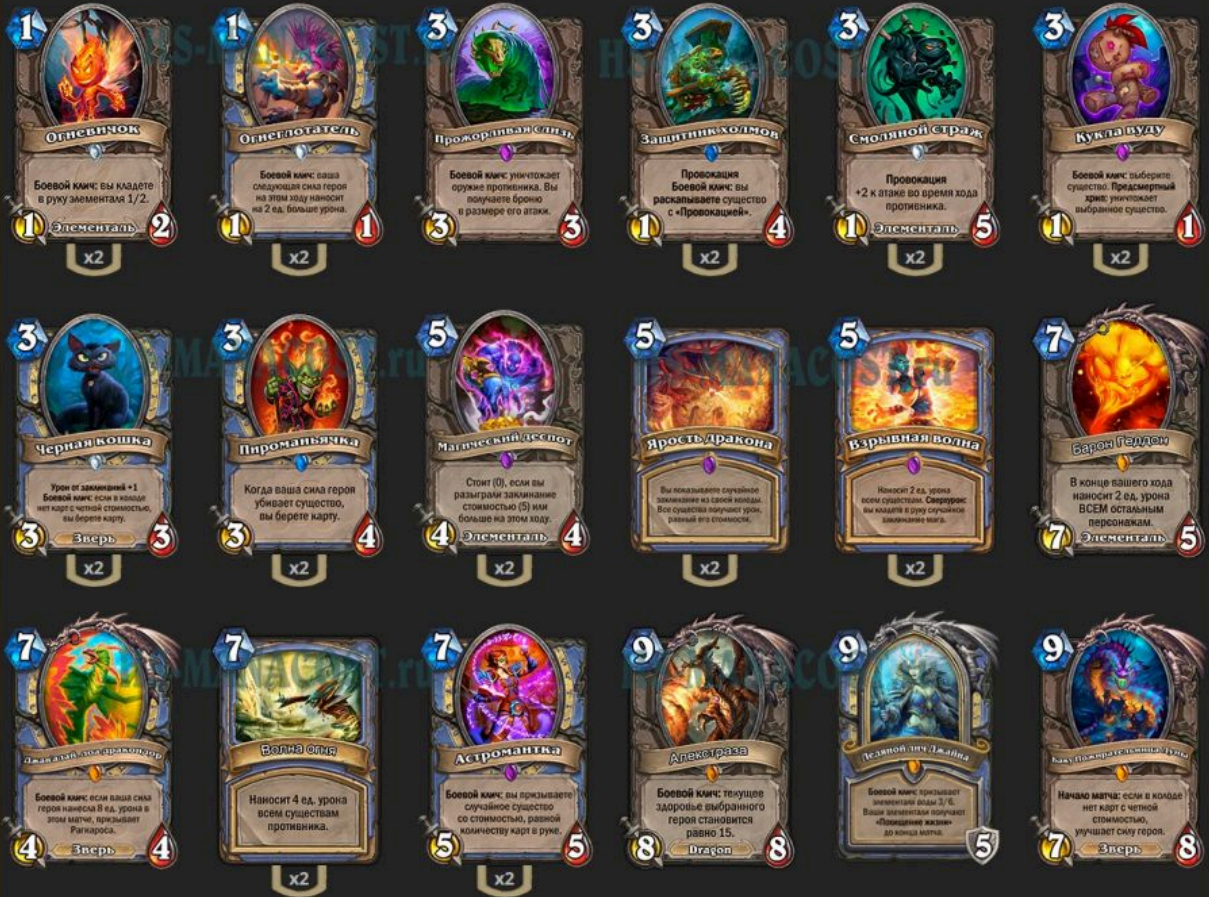 1
Огневичок
Боевой клич: вы кладете
в руку элементаля 1/2.
1 Элементаль 2
x2
1
Огнеглотатель
Боевой клич: ваша
следующая сила героя
на этом ходу наносит
на 2 ед. больше урона.
1 1
x2
3
Прожорливая слизь
Боевой клич: уничтожает
оружие противника. Вы
получаете броню
в размере его атаки.
3 3
3
Защитник холмов
Провокация
Боевой клич: вы
раскапываете существо
с «Провокацией».
1 4
x2
3
Смоляной страж
Провокация
+2 к атаке во время хода
противника.
1 Элементаль 5
x2
3
Кукла вуду
Боевой клич: выберите
существо. Предсмертный
хрип: уничтожает
выбранное существо.
1 1
x2
3
Черная кошка
Урон от заклинаний +1
Боевой клич: если в колоде
нет карт с четной стоимостью,
вы берете карту.
3 Зверь 3
x2
3
Пироманьячка
Когда ваша сила героя
убивает существо,
вы берете карту.
3 4
x2
5
Магический деспот
Стоит (0), если вы
разыграли заклинание
стоимостью (5) или
больше на этом ходу.
4 Элементаль 4
x2
5
Ярость дракона
Вы показываете случайное
заклинание из своей колоды.
Все существа получают урон,
равный его стоимости.
x2
5
Взрывная волна
Наносит 2 ед. урона
всем существам. Сверхурон:
вы кладете в руку случайное
заклинание мага.
x2
7
Барон Геддон
В конце вашего хода
наносит 2 ед. урона
ВСЕМ остальным
персонажам.
7 Элементаль 5
7
Боевой клич: если ваша сила
героя нанесла 8 ед. урона в
этом матче, призывает
Рагнароса.
4 Зверь 4
7
Волна огня
Наносит 4 ед. урона
всем существам
противника.
x2
7
Астромантка
Боевой клич: вы призываете
случайное существо
со стоимостью, равной
количеству карт в руке.
5 5
x2
9
Алекстраза
Боевой клич: текущее
здоровье выбранного
героя становится
равно 15.
8 Dragon 8
9
Ледяной лич Джайна
Боевой клич: призывает
элементаля воды 3/6.
Ваши элементали получают
«Похищение жизни»
до конца матча.
5
9
Баку Пожирательница Луны
Начало матча: если в колоде
нет карт с четной
стоимостью,
улучшает силу героя.
7 Зверь 8
HS-MANACOST.ru